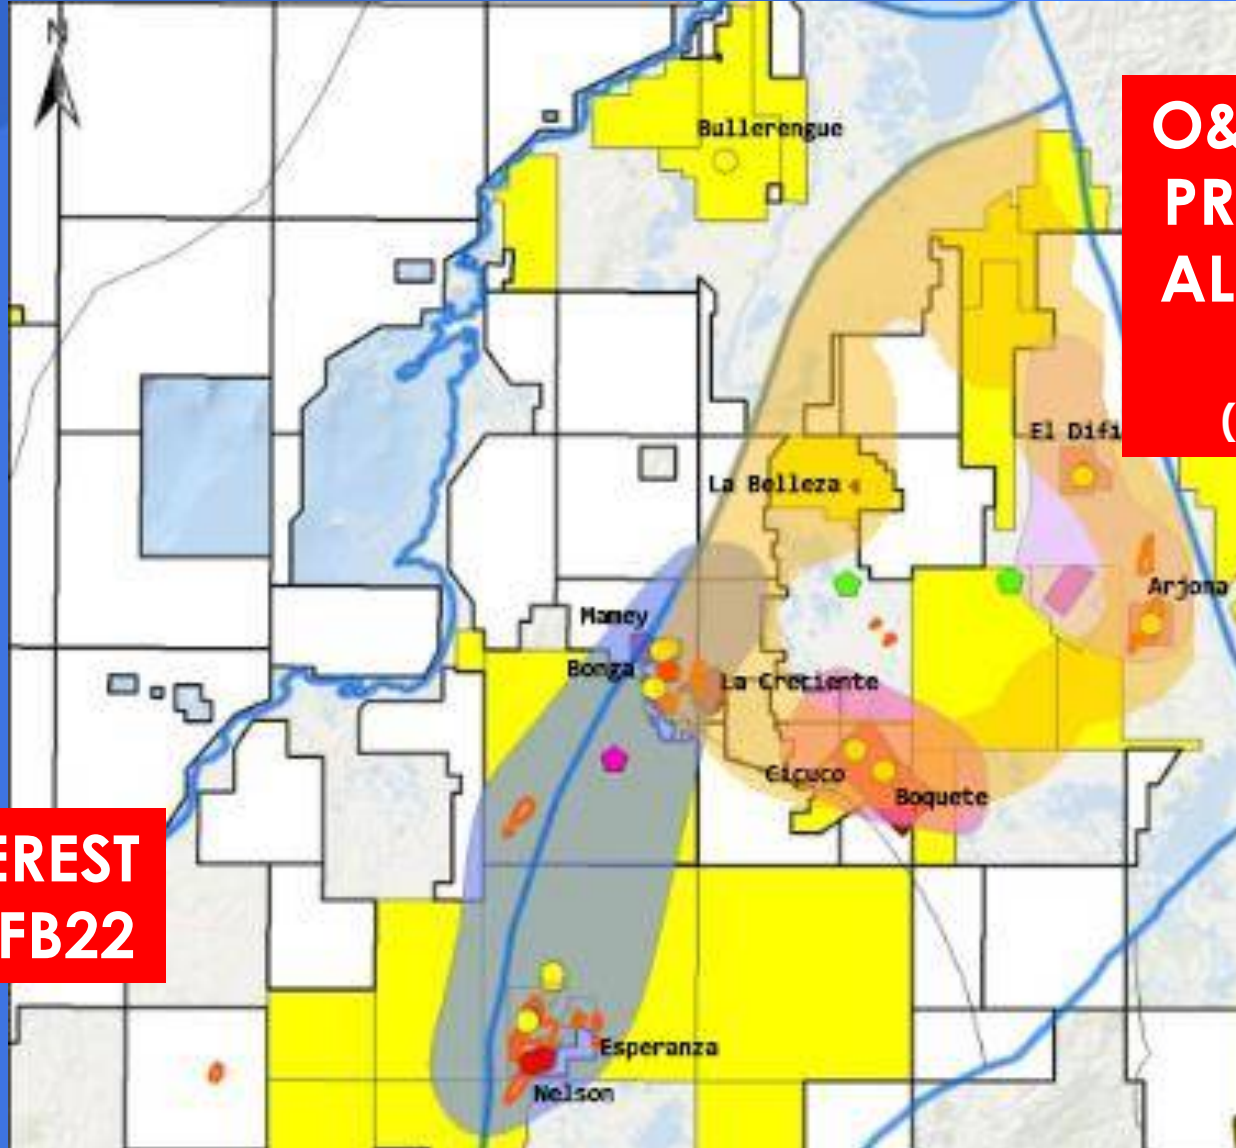 N
O&
PR
Bullerengue
AL
(
El Difi
La Belleza
Arjona
Mamey
Bonga
La Creciente
Cicuco
Boquete
EREST
FB22
Esperanza
Nelson